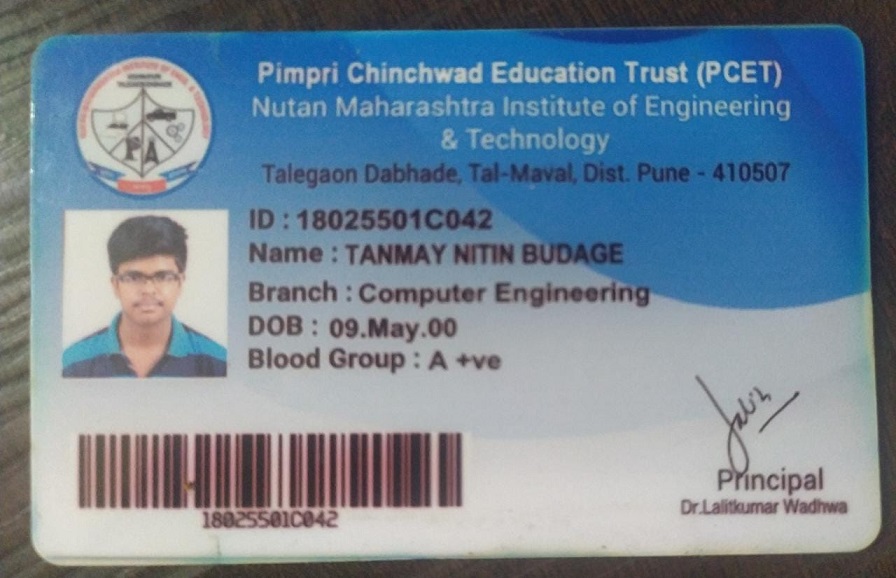 Pimpri Chinchwad Education Trust (PCET)
Nutan Maharashtra Institute of Engineering
& Technology
Talegaon Dabhade, Tal-Maval, Dist. Pune - 410507
ID : 18025501C042
Name : TANMAY NITIN BUDAGE
Branch : Computer Engineering
DOB : 09.May.00
Blood Group : A +ve
18025501C042
Principal
Dr.Lalitkumar Wadhwa